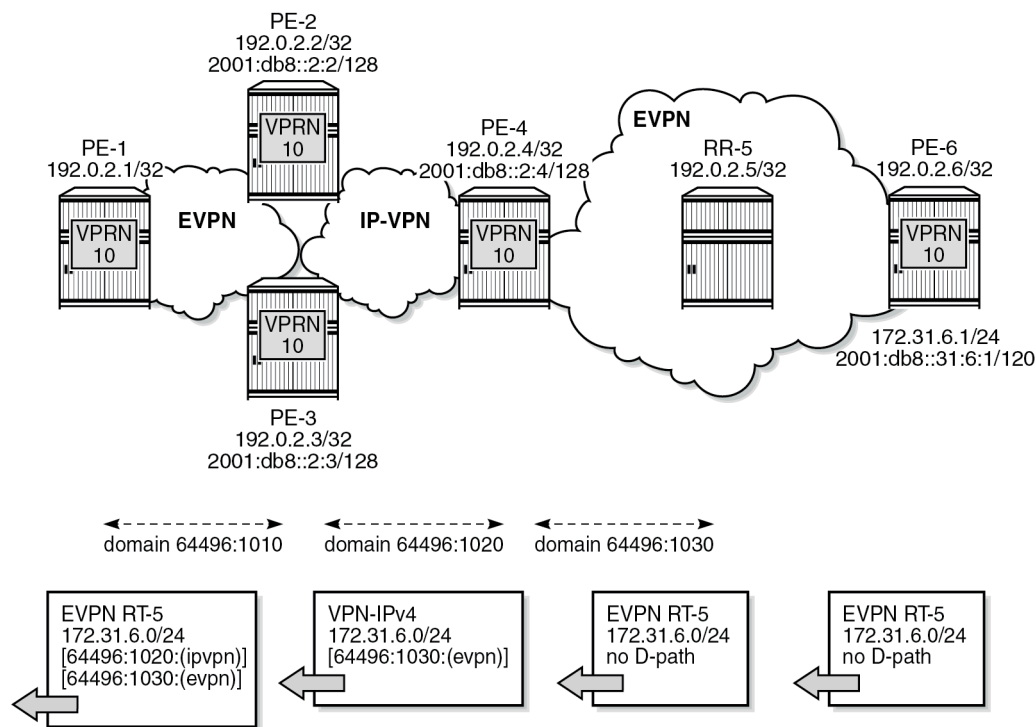 PE-2
192.0.2.2/32
2001:db8::2:2/128
VPRN
10
PE-1
192.0.2.1/32
VPRN
10
EVPN
PE-3
192.0.2.3/32
2001:db8::2:3/128
VPRN
10
IP-VPN
PE-4
192.0.2.4/32
2001:db8::2:4/128
VPRN
10
EVPN
RR-5
192.0.2.5/32
PE-6
192.0.2.6/32
VPRN
10
172.31.6.1/24
2001:db8::31:6:1/120
domain 64496:1010
domain 64496:1020
domain 64496:1030
EVPN RT-5
172.31.6.0/24
[64496:1020:(ipvpn)]
[64496:1030:(evpn)]
VPN-IPv4
172.31.6.0/24
[64496:1030:(evpn)]
EVPN RT-5
172.31.6.0/24
no D-path
EVPN RT-5
172.31.6.0/24
no D-path